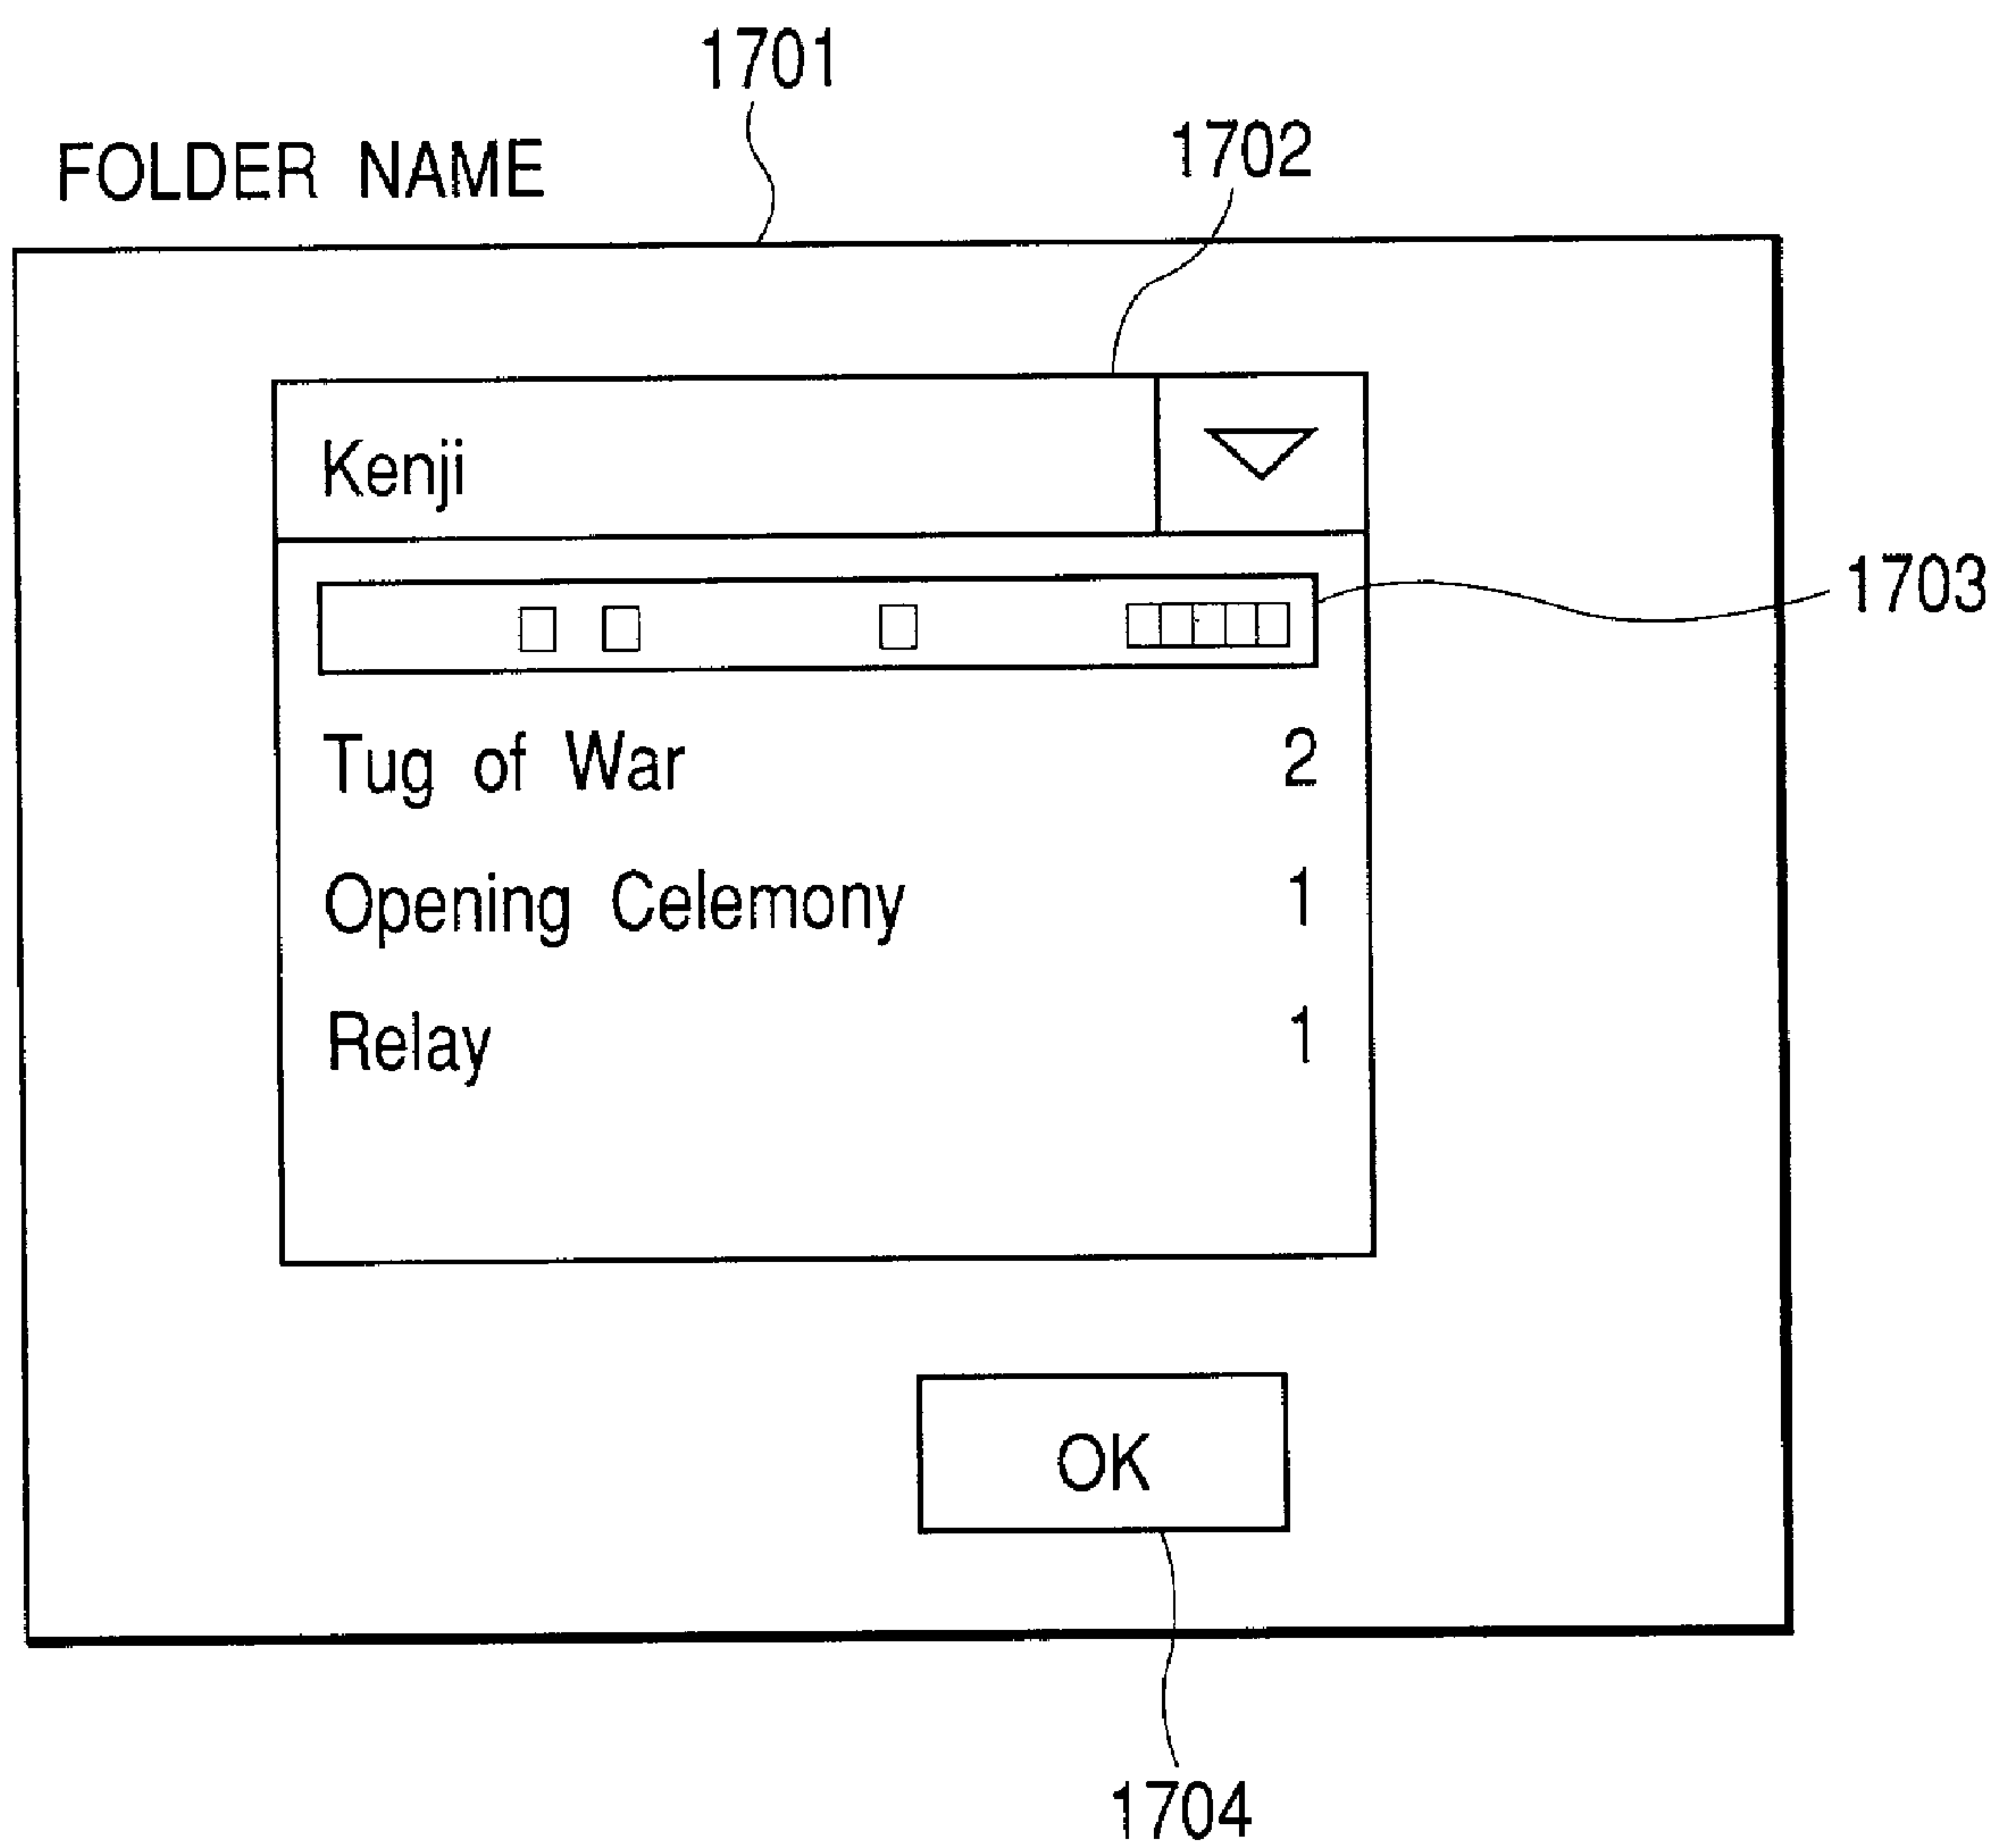 1701
1702
FOLDER NAME
Kenji
1703
Tug of War 2
Opening Celemony 1
Relay 1
OK
1704